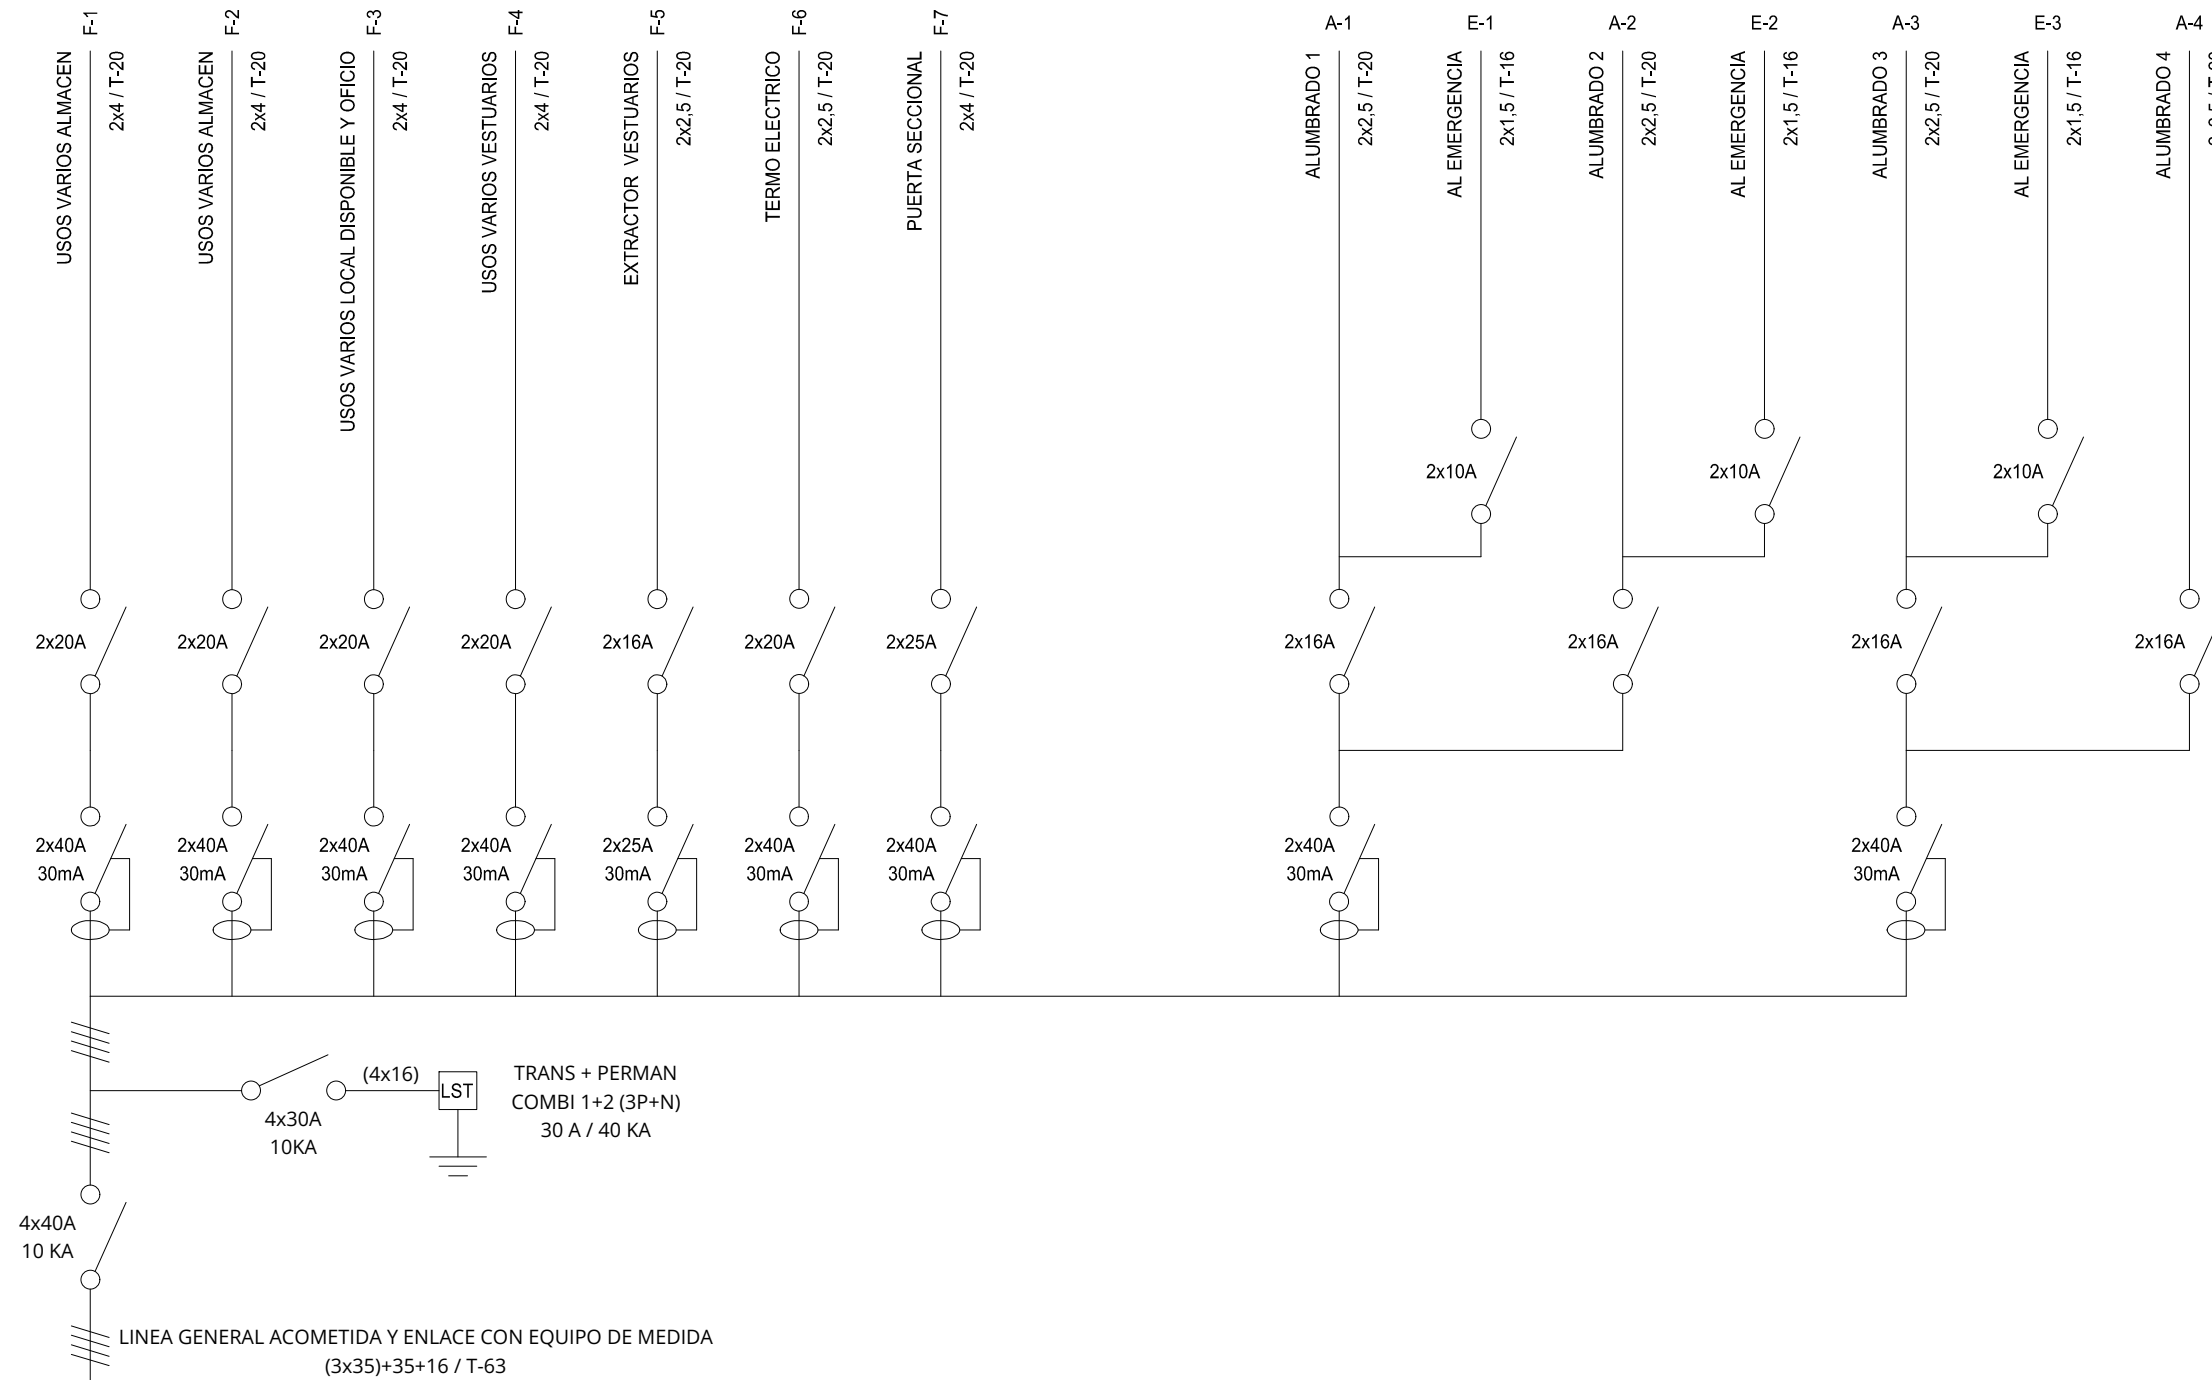 F-1
USOS VARIOS ALMACEN
2x4 / T-20
F-2
USOS VARIOS ALMACEN
2x4 / T-20
F-3
USOS VARIOS LOCAL DISPONIBLE Y OFICIO
2x4 / T-20
F-4
USOS VARIOS VESTUARIOS
2x4 / T-20
F-5
EXTRACTOR VESTUARIOS
2x2,5 / T-20
F-6
TERMO ELECTRICO
2x2,5 / T-20
F-7
PUERTA SECCIONAL
2x4 / T-20
A-1
ALUMBRADO 1
2x2,5 / T-20
E-1
AL EMERGENCIA
2x1,5 / T-16
A-2
ALUMBRADO 2
2x2,5 / T-20
E-2
AL EMERGENCIA
2x1,5 / T-16
A-3
ALUMBRADO 3
2x2,5 / T-20
E-3
AL EMERGENCIA
2x1,5 / T-16
A-4
ALUMBRADO 4
2x10A
2x10A
2x10A
2x20A
2x20A
2x20A
2x20A
2x16A
2x20A
2x25A
2x16A
2x16A
2x16A
2x16A
2x40A
30mA
2x40A
30mA
2x40A
30mA
2x40A
30mA
2x25A
30mA
2x40A
30mA
2x40A
30mA
2x40A
30mA
2x40A
30mA
(4x16)
LST
4x30A
10KA
TRANS + PERMAN
COMBI 1+2 (3P+N)
30 A / 40 KA
4x40A
10 KA
LINEA GENERAL ACOMETIDA Y ENLACE CON EQUIPO DE MEDIDA
(3x35)+35+16 / T-63